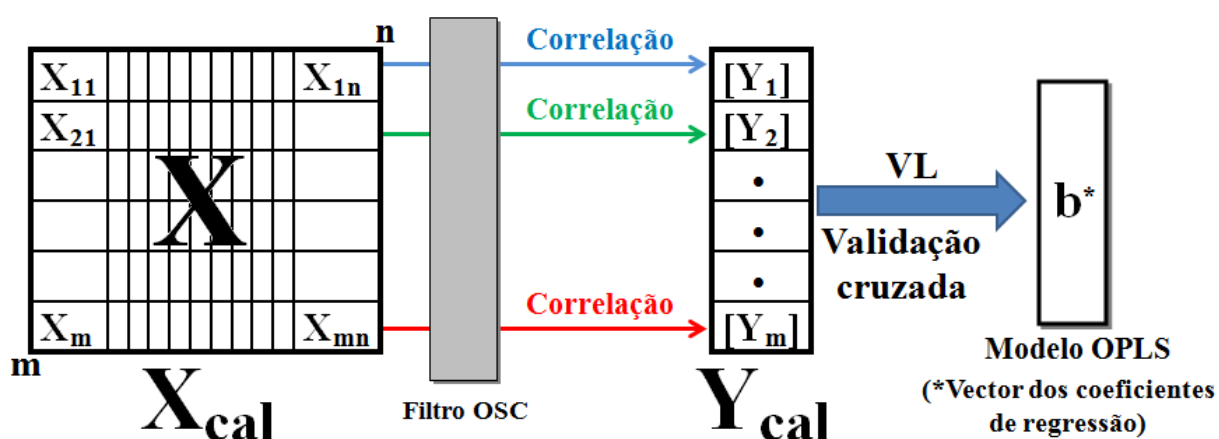 n
X11 X1n
X21
X
Xm Xmn
m
Xcal
Filtro OSC
Correlação
Correlação
Correlação
[Y1]
[Y2]
•
•
•
[Ym]
Ycal
VL
Validação
cruzada
b*
Modelo OPLS
(*Vector dos coeficientes
de regressão)